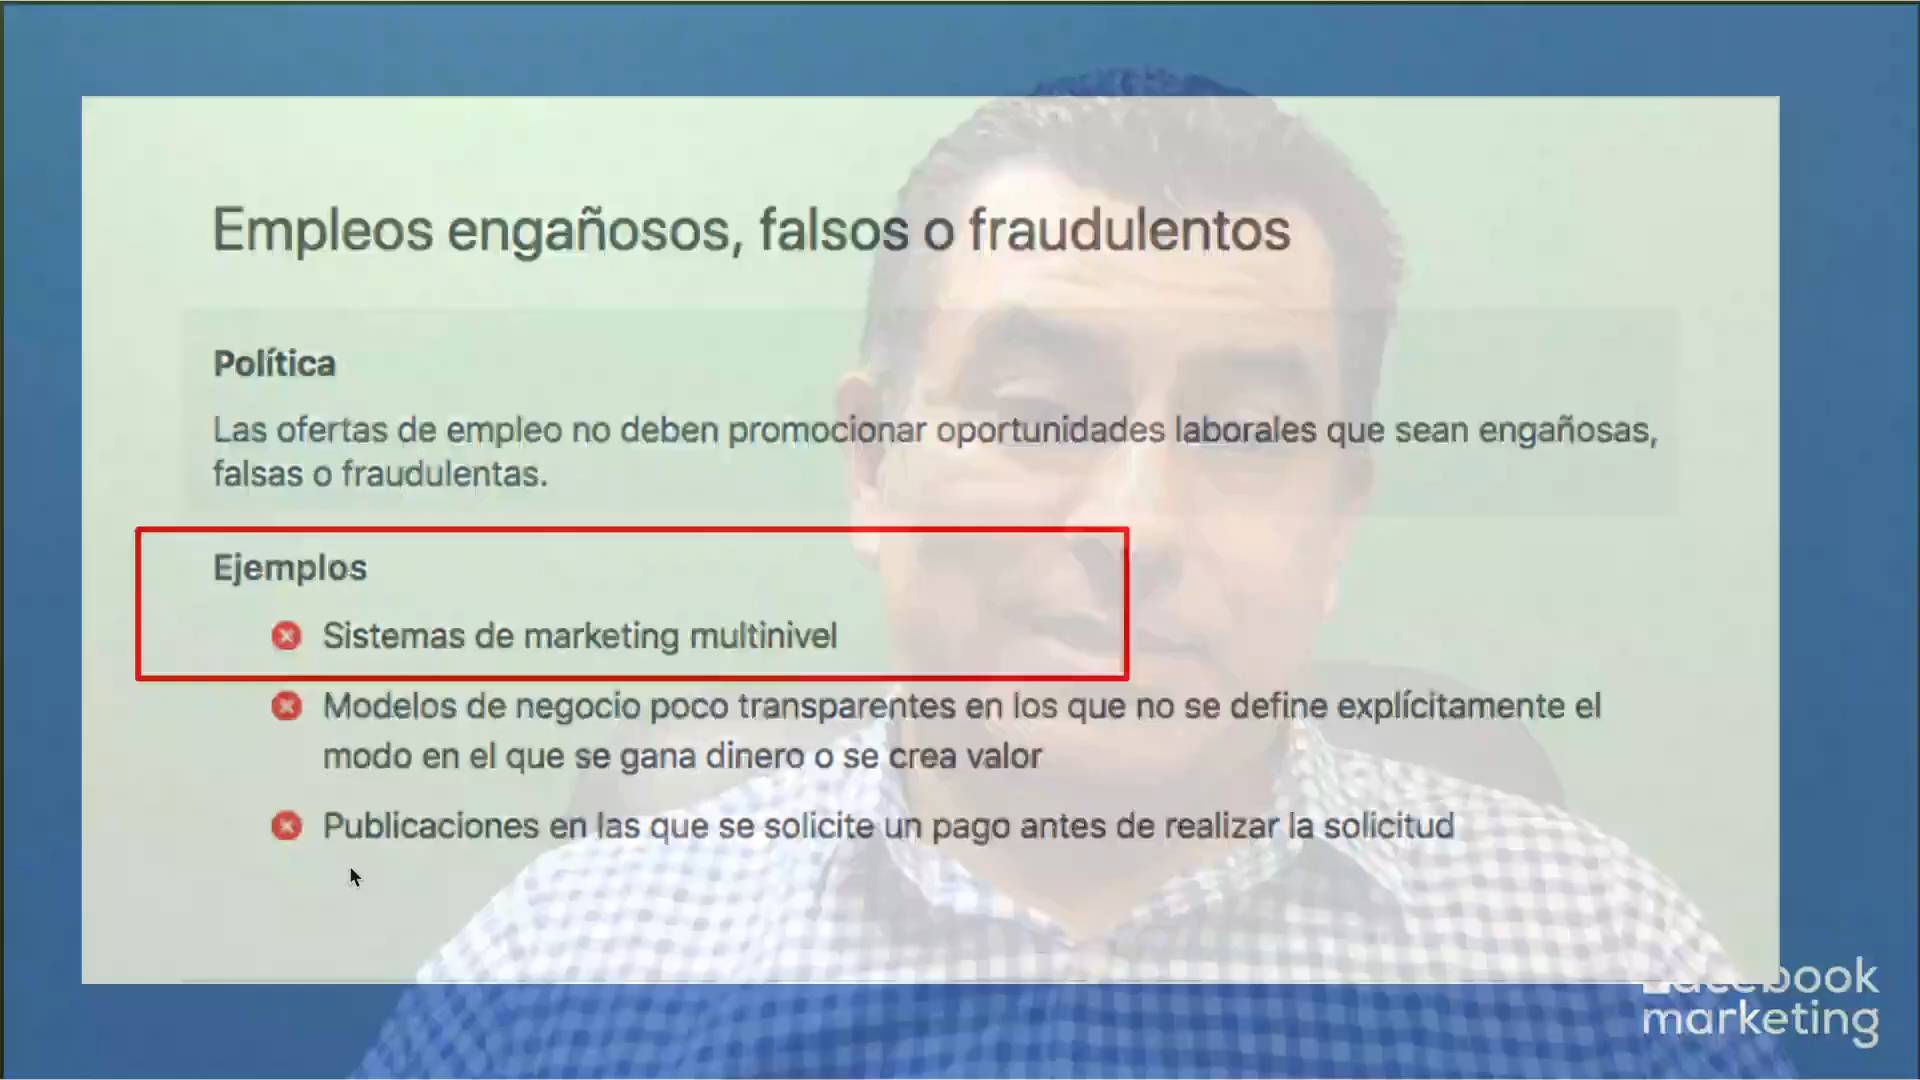 Empleos engañosos, falsos o fraudulentos
Política
Las ofertas de empleo no deben promocionar oportunidades laborales que sean engañosas,
falsas o fraudulentas.
Ejemplos
Sistemas de marketing multinivel
Modelos de negocio poco transparentes en los que no se define explícitamente el
modo en el que se gana dinero o se crea valor
Publicaciones en las que se solicite un pago antes de realizar la solicitud
facebook
marketing